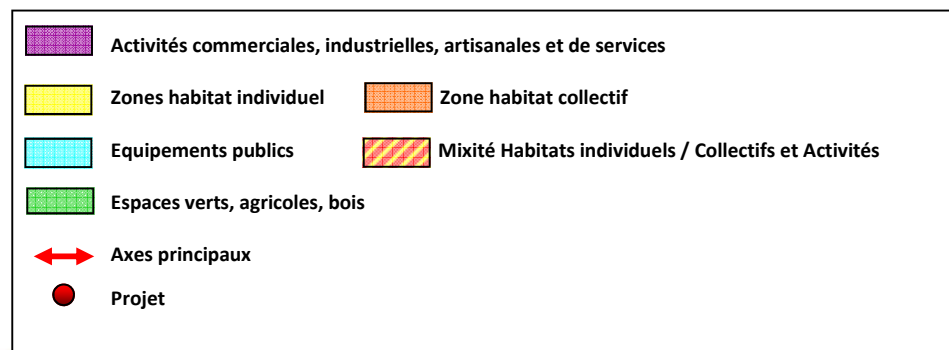 Activités commerciales, industrielles, artisanales et de services
Zones habitat individuel
Zone habitat collectif
Equipements publics
Mixité Habitats individuels / Collectifs et Activités
Espaces verts, agricoles, bois
Axes principaux
Projet